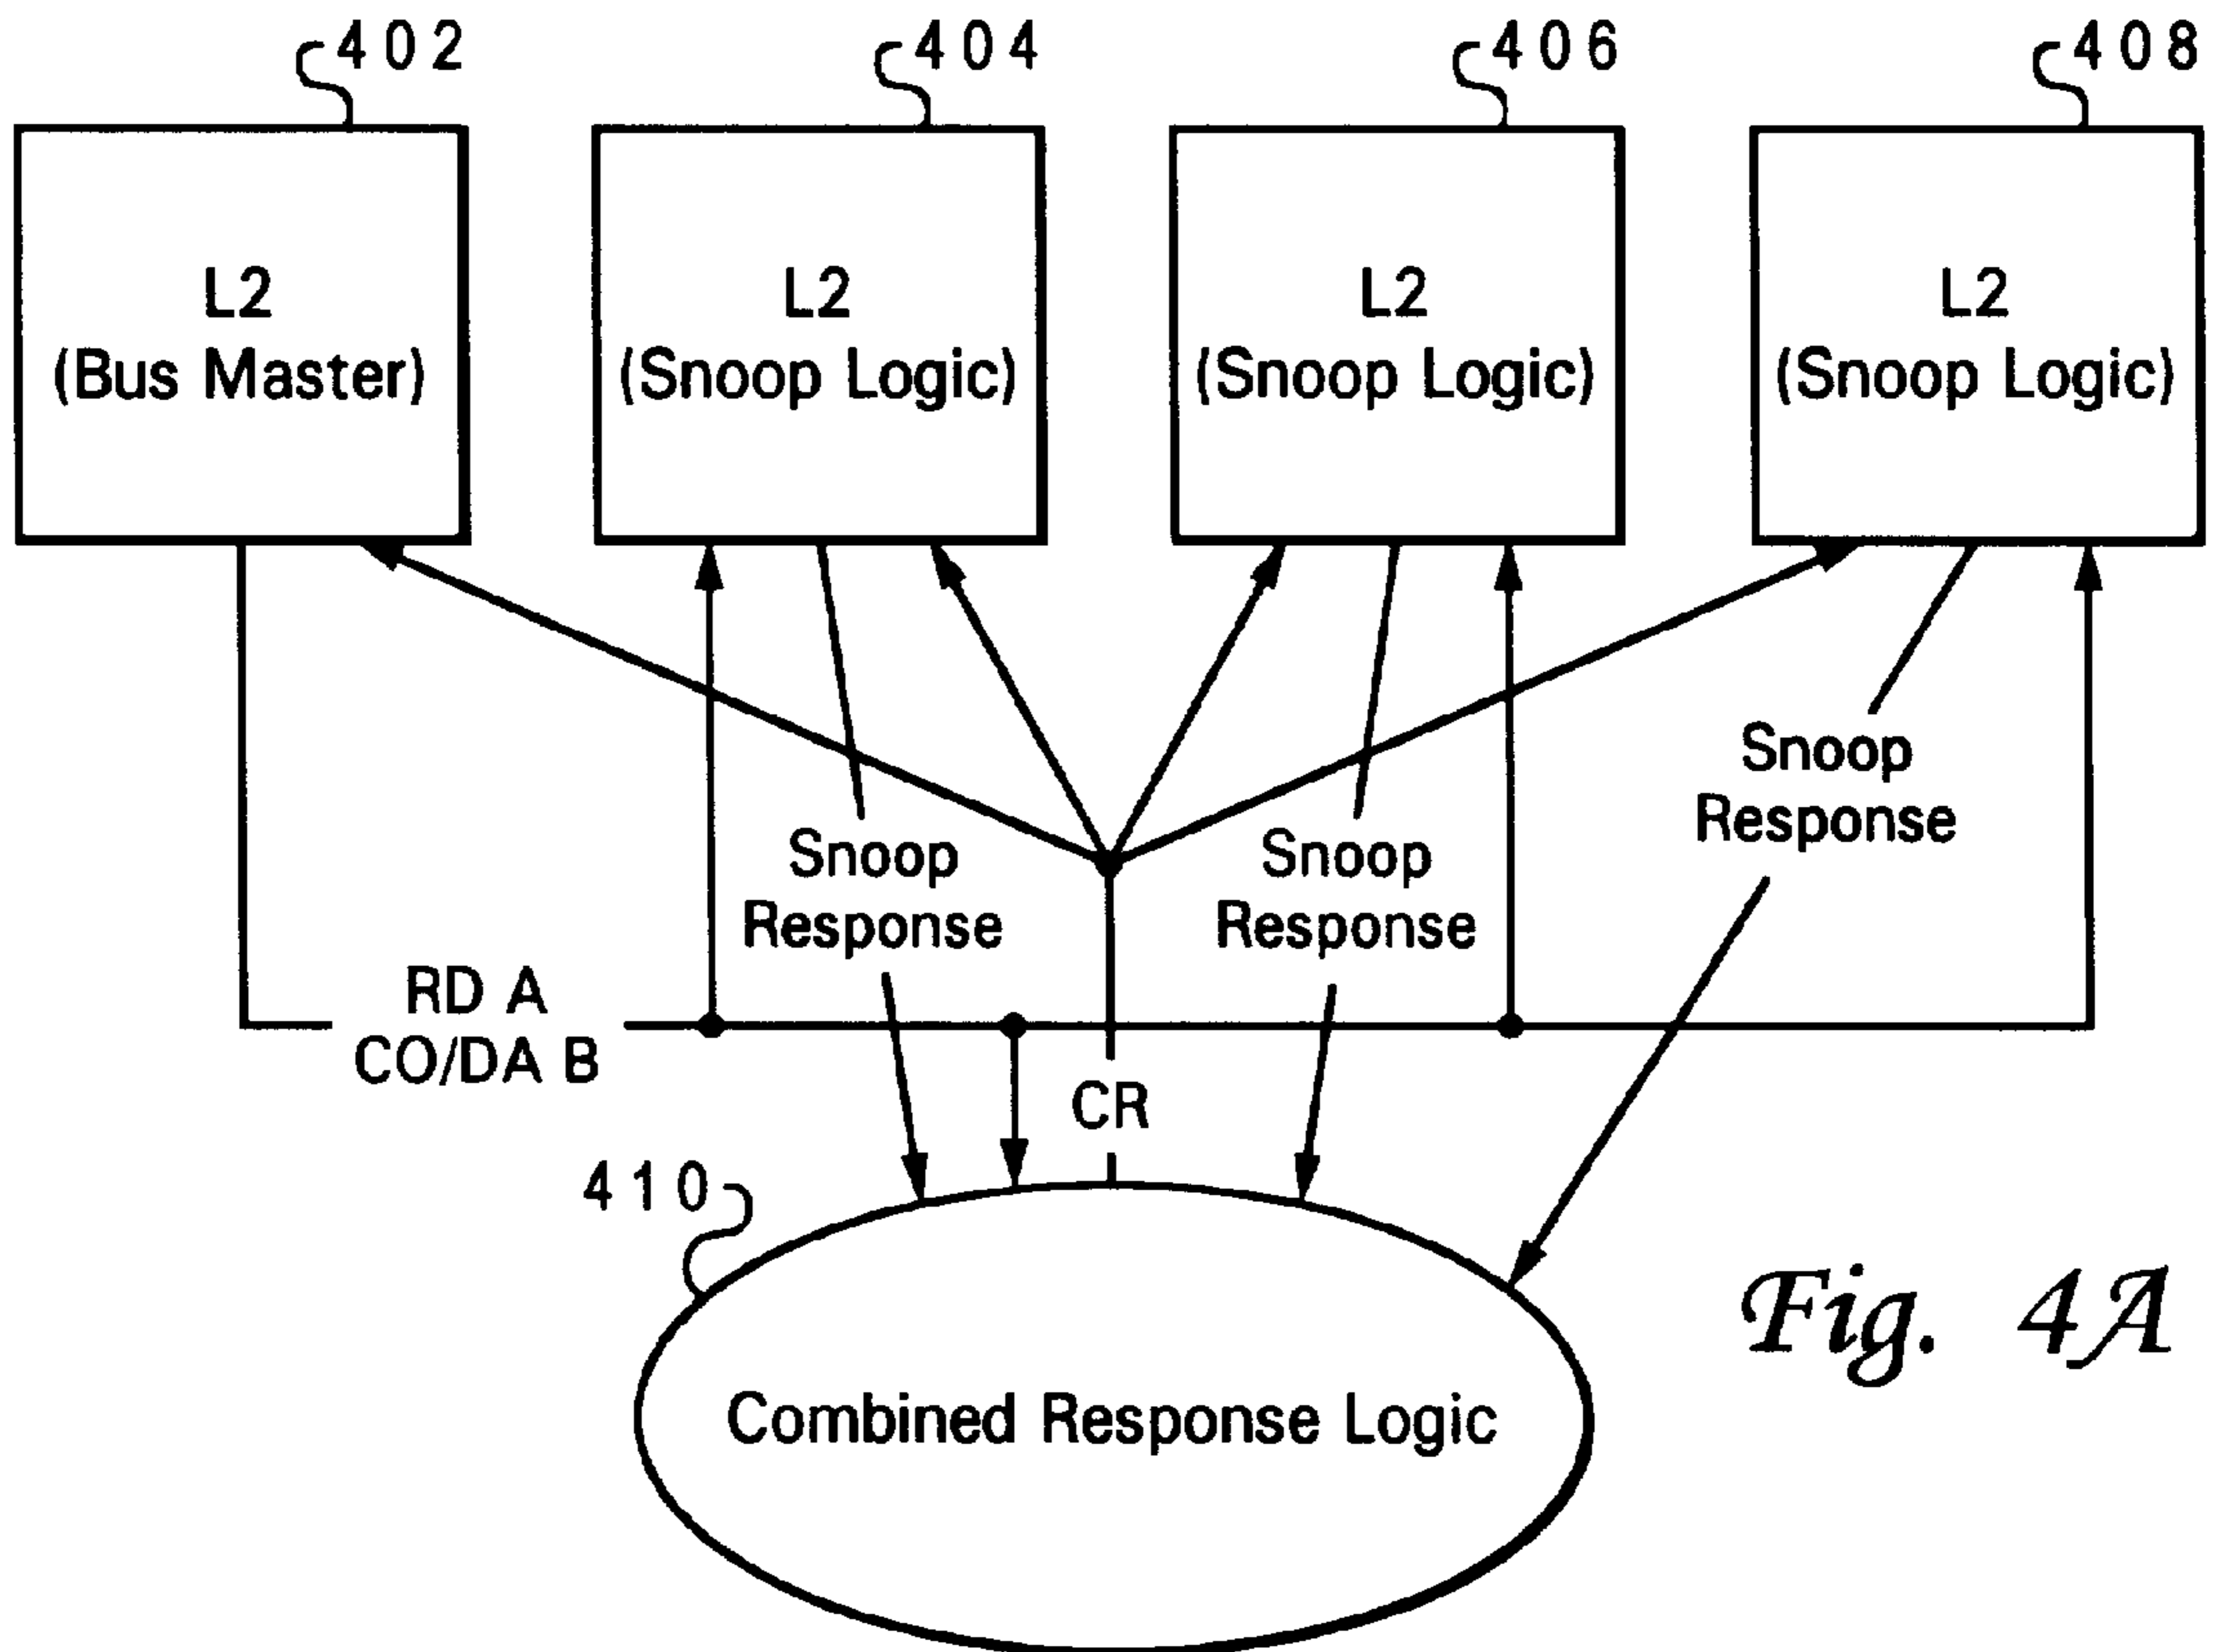 402
404
406
408
L2
(Bus Master)
L2
(Snoop Logic)
L2
(Snoop Logic)
L2
(Snoop Logic)
Snoop
Response
Snoop
Response
Snoop
Response
RD A
CO/DA B
CR
410
Combined Response Logic
Fig. 4A